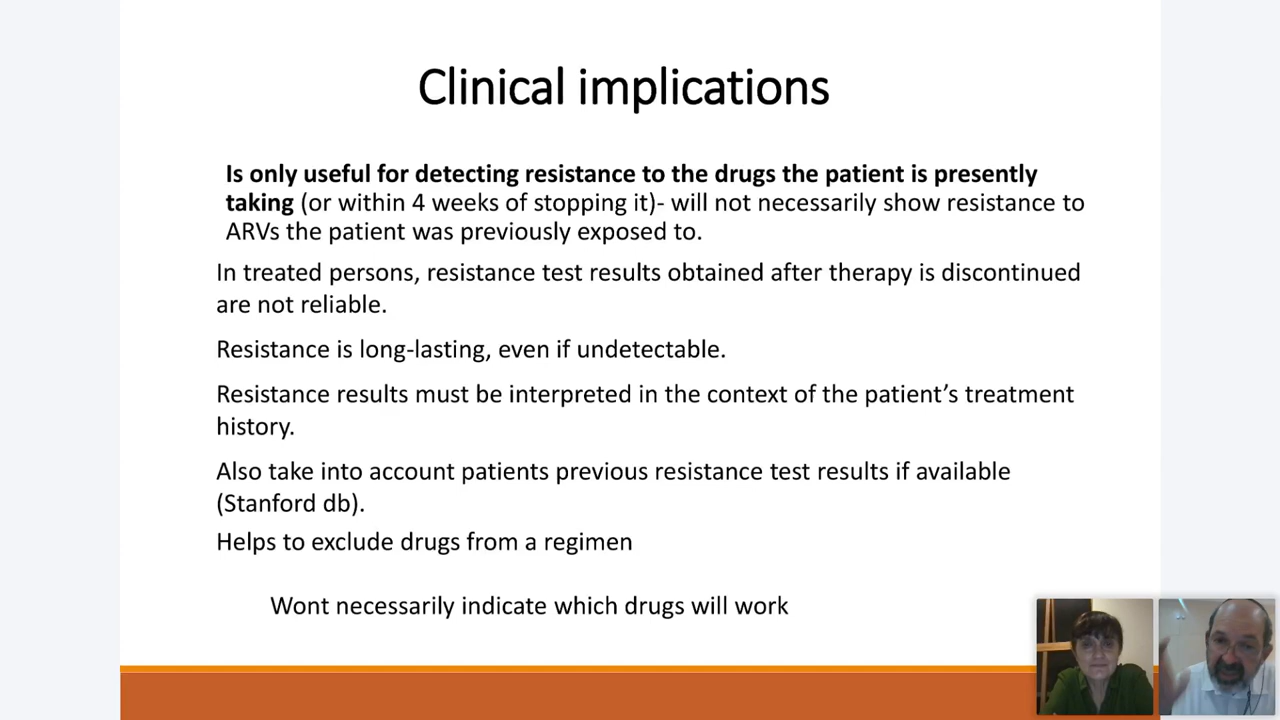 Clinical implications
Is only useful for detecting resistance to the drugs the patient is presently
taking (or within 4 weeks of stopping it)- will not necessarily show resistance to
ARVs the patient was previously exposed to.
In treated persons, resistance test results obtained after therapy is discontinued
are not reliable.
Resistance is long-lasting, even if undetectable.
Resistance results must be interpreted in the context of the patient’s treatment
history.
Also take into account patients previous resistance test results if available
(Stanford db).
Helps to exclude drugs from a regimen
Wont necessarily indicate which drugs will work